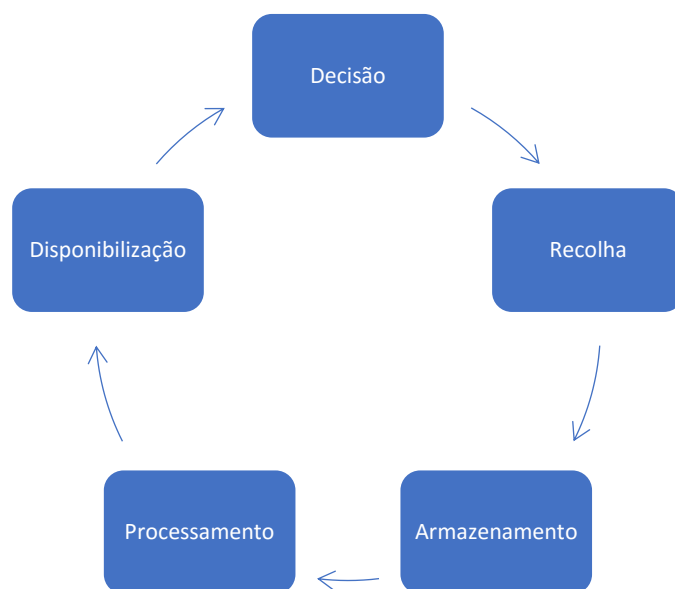 Decisão
Recolha
Armazenamento
Processamento
Disponibilização